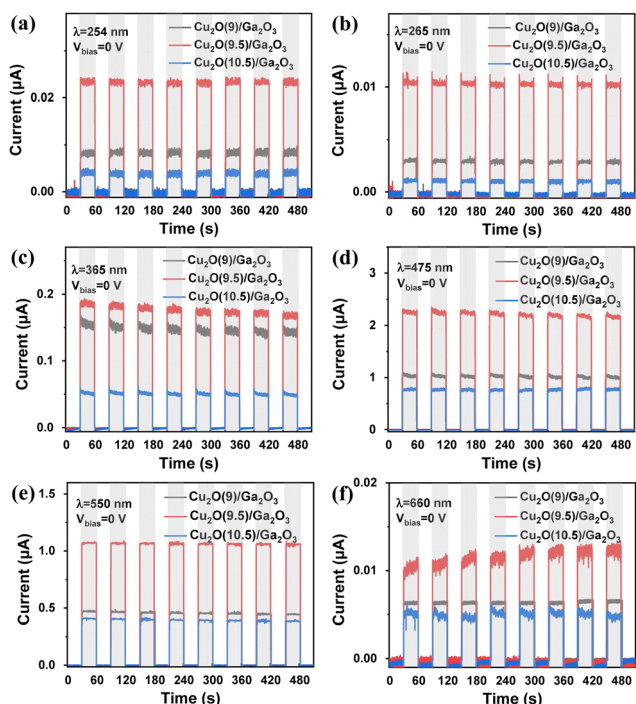 (a)
λ=254 nm
V_bias=0 V
Cu₂O(9)/Ga₂O₃
Cu₂O(9.5)/Ga₂O₃
Cu₂O(10.5)/Ga₂O₃
Current (μA)
0.02
0.00
0 60 120 180 240 300 360 420 480
Time (s)
(b)
λ=265 nm
V_bias=0 V
Cu₂O(9)/Ga₂O₃
Cu₂O(9.5)/Ga₂O₃
Cu₂O(10.5)/Ga₂O₃
Current (μA)
0.01
0.00
0 60 120 180 240 300 360 420 480
Time (s)
(c)
λ=365 nm
V_bias=0 V
Cu₂O(9)/Ga₂O₃
Cu₂O(9.5)/Ga₂O₃
Cu₂O(10.5)/Ga₂O₃
Current (μA)
0.2
0.1
0.0
0 60 120 180 240 300 360 420 480
Time (s)
(d)
λ=475 nm
V_bias=0 V
Cu₂O(9)/Ga₂O₃
Cu₂O(9.5)/Ga₂O₃
Cu₂O(10.5)/Ga₂O₃
Current (μA)
3
2
1
0
0 60 120 180 240 300 360 420 480
Time (s)
(e)
λ=550 nm
V_bias=0 V
Cu₂O(9)/Ga₂O₃
Cu₂O(9.5)/Ga₂O₃
Cu₂O(10.5)/Ga₂O₃
Current (μA)
1.5
1.0
0.5
0.0
0 60 120 180 240 300 360 420 480
Time (s)
(f)
λ=660 nm
V_bias=0 V
Cu₂O(9)/Ga₂O₃
Cu₂O(9.5)/Ga₂O₃
Cu₂O(10.5)/Ga₂O₃
Current (μA)
0.02
0.01
0.00
0 60 120 180 240 300 360 420 480
Time (s)